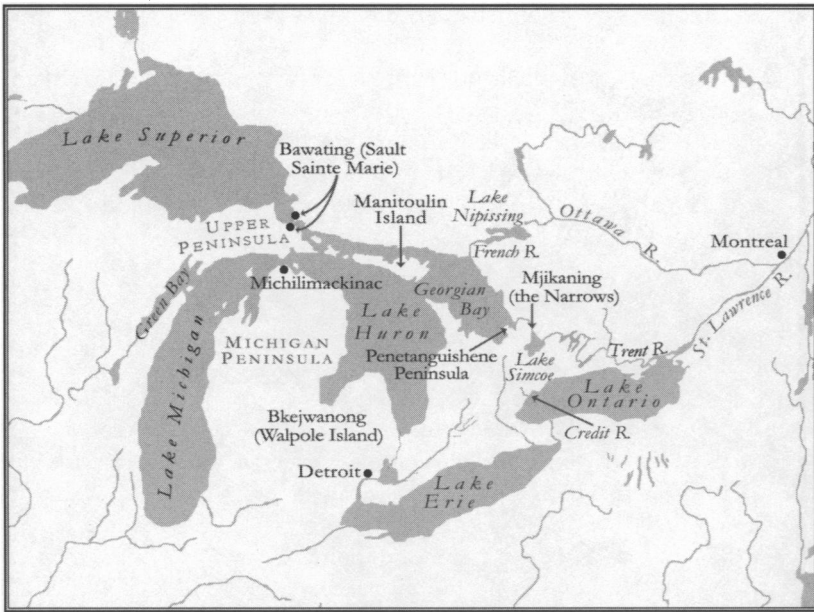 Lake Superior
Bawating (Sault
Sainte Marie)
Manitoulin
Island
Lake
Nipissing
Ottawa R.
UPPER
PENINSULA
French R.
Montreal
Michilimackinac
Georgian
Bay
Mjikaning
(the Narrows)
St. Lawrence R.
Green Bay
Lake
Huron
MICHIGAN
PENINSULA
Penetanguishene
Peninsula
Lake
Simcoe
Trent R.
Lake Michigan
Lake
Ontario
Bkejwanong
(Walpole Island)
Credit R.
Detroit
Lake
Erie